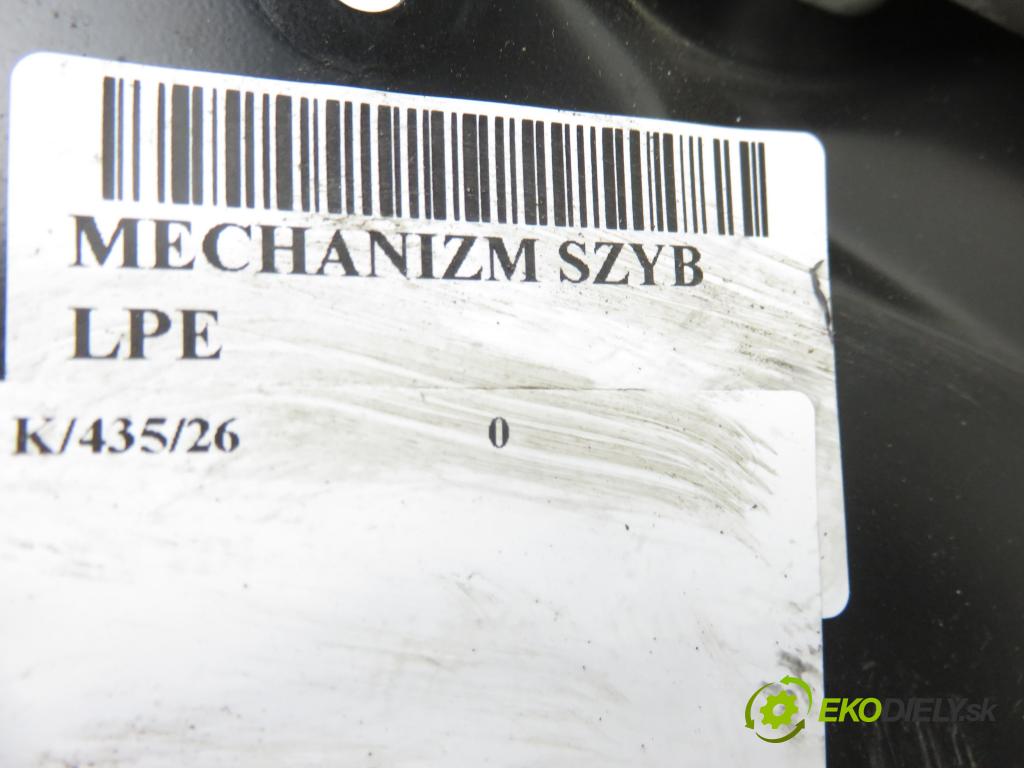 MECHANIZM SZYB
LPE
K/435/26 0
EKODIELY.sk